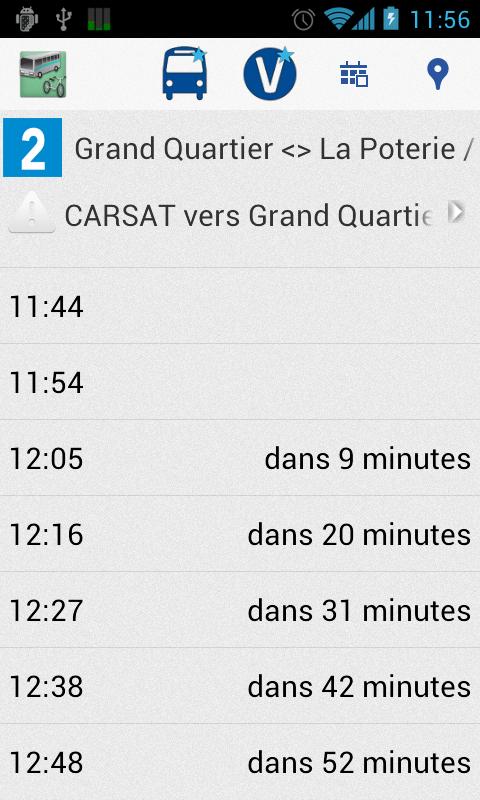 11:56
V
2 Grand Quartier <> La Poterie /
CARSAT vers Grand
11:44
11:54
12:05 dans 9 minutes
12:16 dans 20 minutes
12:27 dans 31 minutes
12:38 dans 42 minutes
12:48 dans 52 minutes